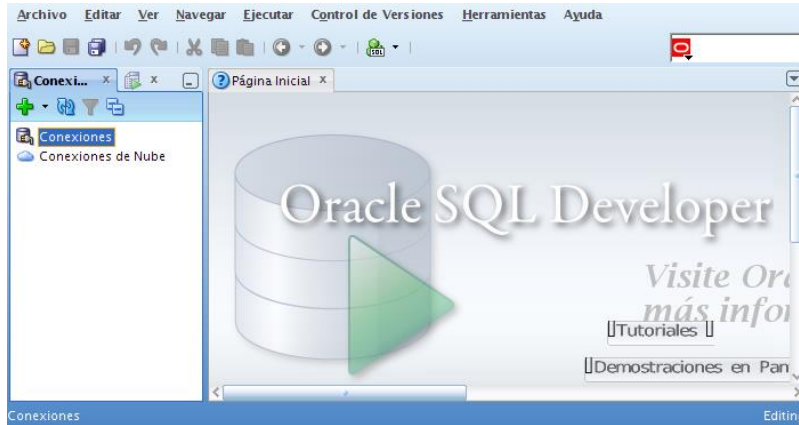 Archivo Editar Ver Navegar Ejecutar Control de Versiones Herramientas Ayuda
Conexi... Página Inicial
Conexiones
Conexiones de Nube
Oracle SQL Developer
Visite Ora
más infor
Tutoriales
Demostraciones en Pan
Conexiones Editin